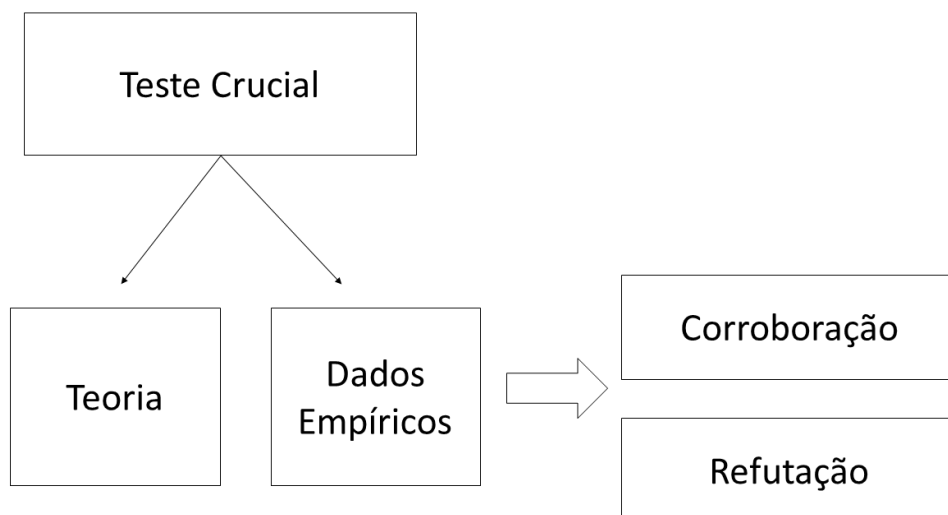 Teste Crucial
Teoria
Dados
Empíricos
Corroboração
Refutação